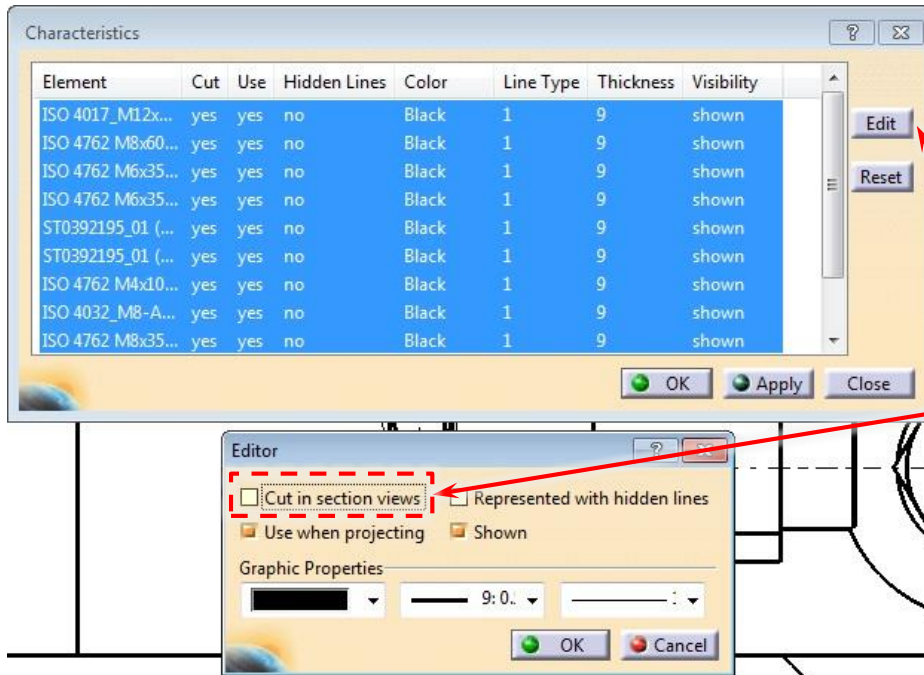 Characteristics
Element Cut Use Hidden Lines Color Line Type Thickness Visibility
ISO 4017_M12x... yes yes no Black 1 9 shown
Edit
ISO 4762 M8x60... yes yes no Black 1 9 shown
ISO 4762 M6x35... yes yes no Black 1 9 shown
Reset
ISO 4762 M6x35... yes yes no Black 1 9 shown
ST0392195_01 (... yes yes no Black 1 9 shown
ST0392195_01 (... yes yes no Black 1 9 shown
ISO 4762 M4x10... yes yes no Black 1 9 shown
ISO 4032_M8-A... yes yes no Black 1 9 shown
ISO 4762 M8x35... yes yes no Black 1 9 shown
OK Apply Close
Editor
Cut in section views Represented with hidden lines
Use when projecting Shown
Graphic Properties
9: 0.
OK Cancel